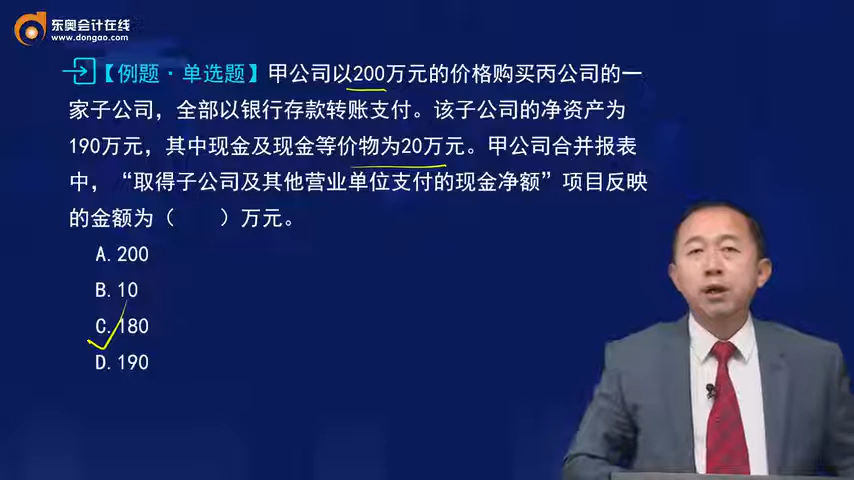 东奥会计在线
www.dongao.com
【例题·单选题】甲公司以200万元的价格购买丙公司的一
家子公司，全部以银行存款转账支付。该子公司的净资产为
190万元，其中现金及现金等价物为20万元。甲公司合并报表
中，“取得子公司及其他营业单位支付的现金净额”项目反映
的金额为（　　）万元。
A.200
B.10
C.180
D.190